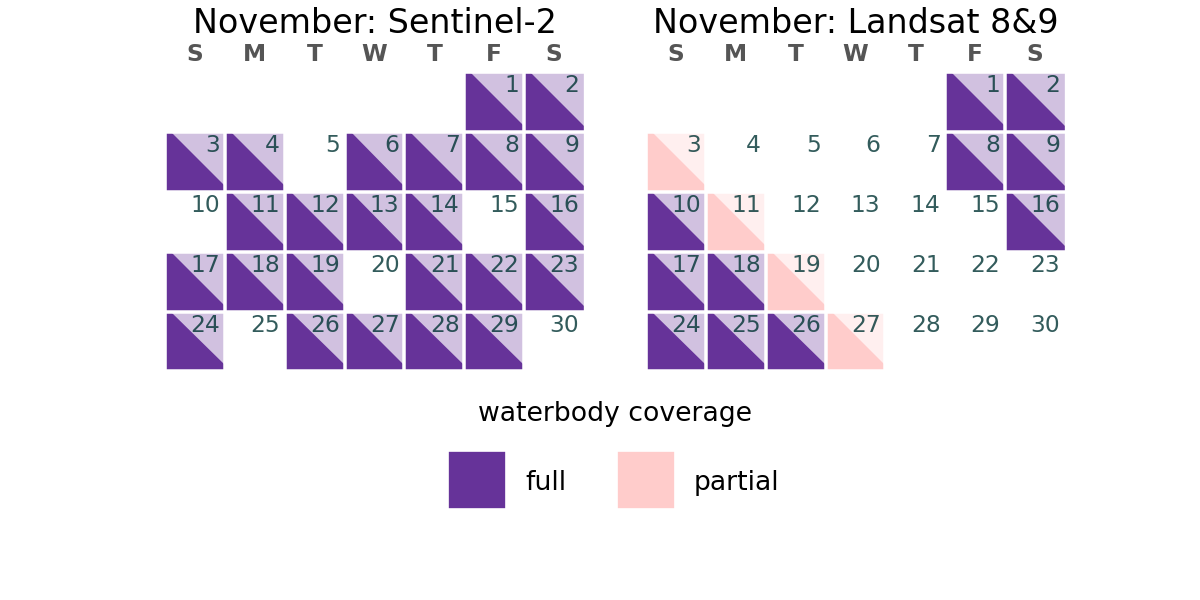 November: Sentinel-2
S M T W T F S
1 2
3 4 5 6 7 8 9
10 11 12 13 14 15 16
17 18 19 20 21 22 23
24 25 26 27 28 29 30
November: Landsat 8&9
S M T W T F S
1 2
3 4 5 6 7 8 9
10 11 12 13 14 15 16
17 18 19 20 21 22 23
24 25 26 27 28 29 30
waterbody coverage
full partial